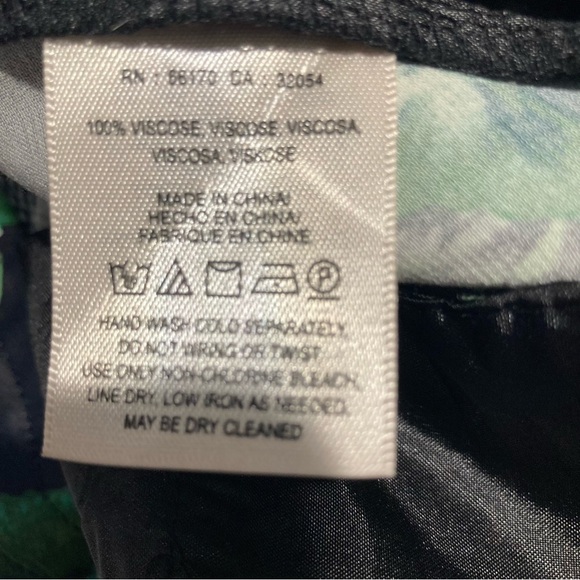 RN : 66170 CA : 32054
100% VISCOSE, VISCOSE, VISCOSA,
VISCOSA, VISKOSE
MADE IN CHINA/
HECHO EN CHINA/
FABRIQUE EN CHINE
P
HAND WASH COLD SEPARATELY.
DO NOT WRING OR TWIST
USE ONLY NON-CHLORINE BLEACH,
LINE DRY, LOW IRON AS NEEDED.
MAY BE DRY CLEANED